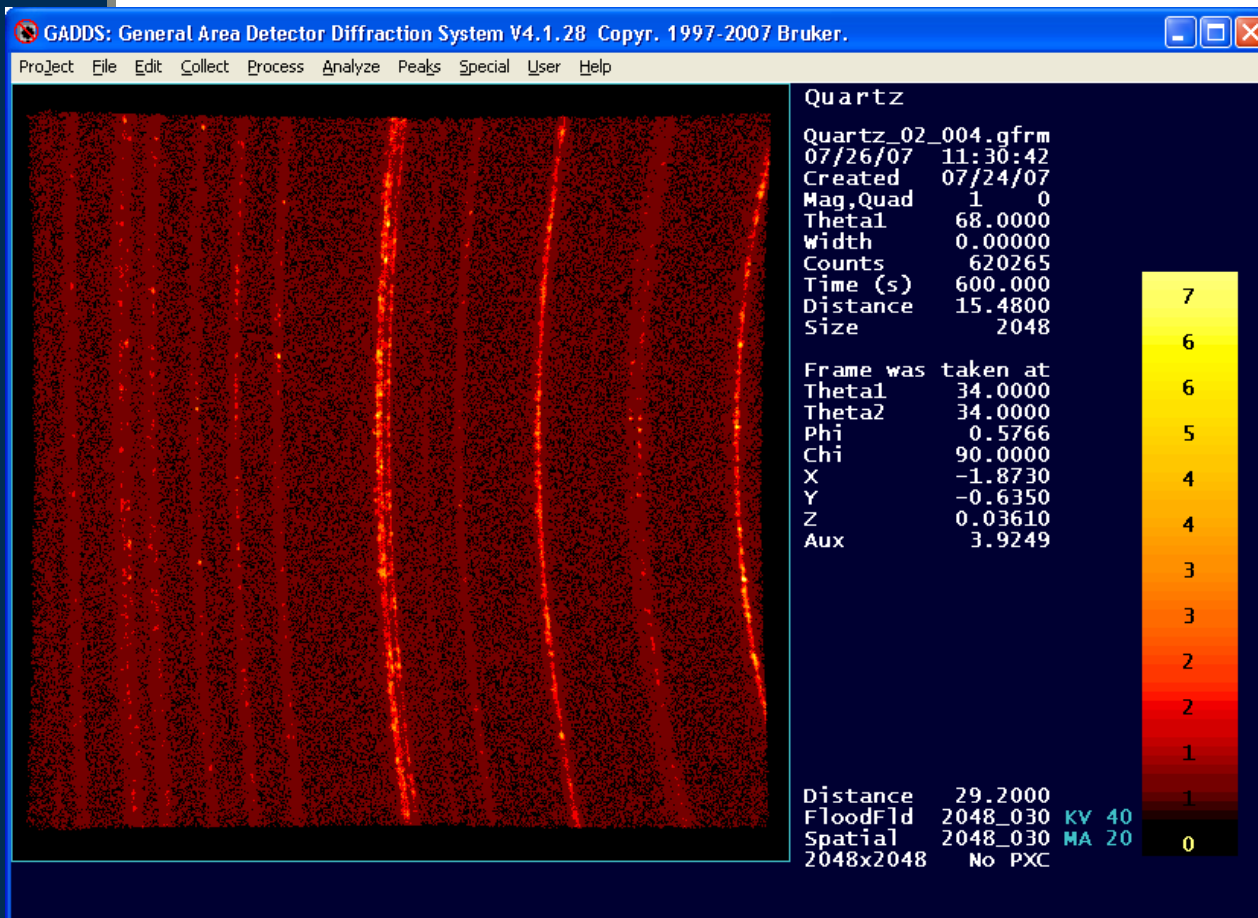 GADDS: General Area Detector Diffraction System V4.1.28 Copyr. 1997-2007 Bruker.
ProJect File Edit Collect Process Analyze Peaks Special User Help
Quartz
Quartz_02_004.gfrm
07/26/07 11:30:42
Created 07/24/07
Mag,Quad 1 0
Theta1 68.0000
Width 0.00000
Counts 620265
Time (s) 600.000
Distance 15.4800
Size 2048
Frame was taken at
Theta1 34.0000
Theta2 34.0000
Phi 0.5766
Chi 90.0000
X -1.8730
Y -0.6350
Z 0.03610
Aux 3.9249
Distance 29.2000
FloodFld 2048_030 KV 40
Spatial 2048_030 MA 20
2048x2048 No PXC
7
6
6
5
4
4
3
3
2
2
1
1
0